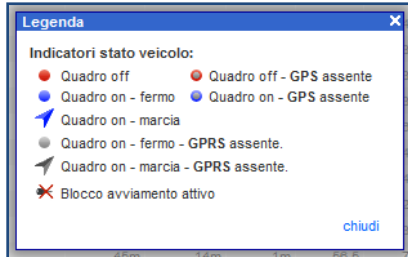 Legenda
Indicatori stato veicolo:
Quadro off Quadro off - GPS assente
Quadro on - fermo Quadro on - GPS assente
Quadro on - marcia
Quadro on - fermo - GPRS assente.
Quadro on - marcia - GPRS assente.
Blocco avviamento attivo
chiudi